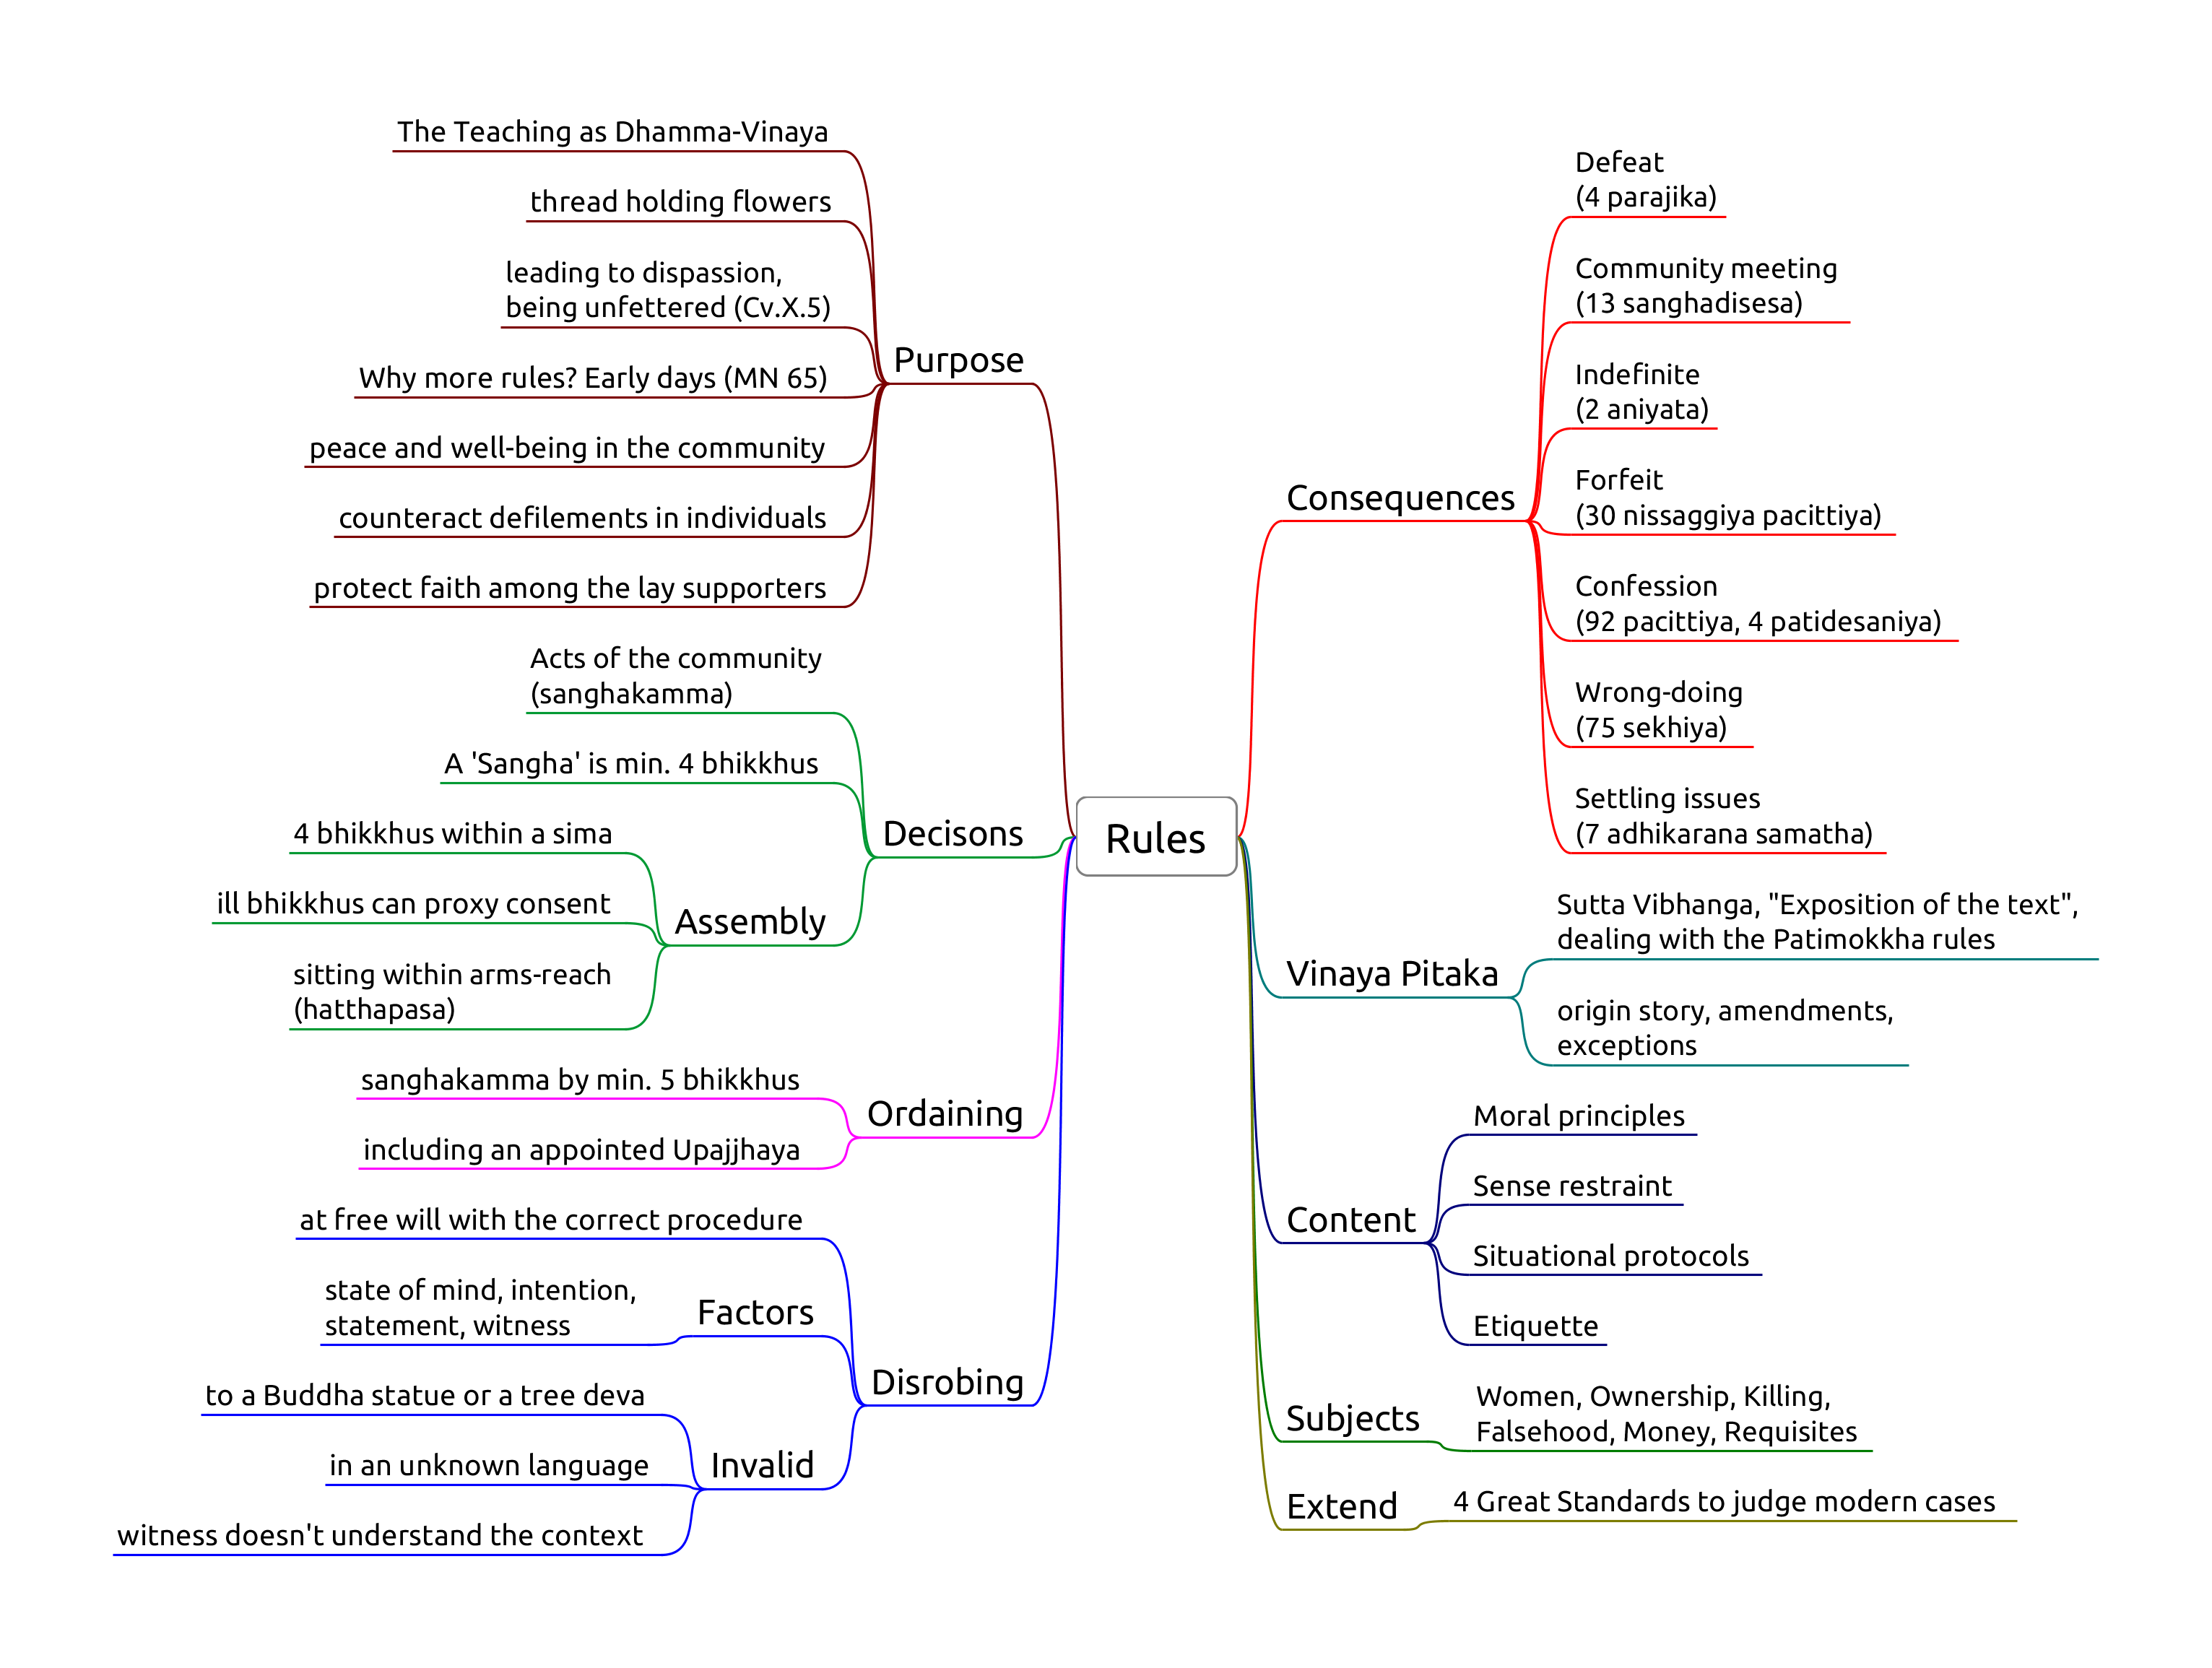 Rules
Purpose
The Teaching as Dhamma-Vinaya
thread holding flowers
leading to dispassion,
being unfettered (Cv.X.5)
Why more rules? Early days (MN 65)
peace and well-being in the community
counteract defilements in individuals
protect faith among the lay supporters
Decisons
Acts of the community
(sanghakamma)
A 'Sangha' is min. 4 bhikkhus
Assembly
4 bhikkhus within a sima
ill bhikkhus can proxy consent
sitting within arms-reach
(hatthapasa)
Ordaining
sanghakamma by min. 5 bhikkhus
including an appointed Upajjhaya
Disrobing
at free will with the correct procedure
Factors
state of mind, intention,
statement, witness
Invalid
to a Buddha statue or a tree deva
in an unknown language
witness doesn't understand the context
Consequences
Defeat
(4 parajika)
Community meeting
(13 sanghadisesa)
Indefinite
(2 aniyata)
Forfeit
(30 nissaggiya pacittiya)
Confession
(92 pacittiya, 4 patidesaniya)
Wrong-doing
(75 sekhiya)
Settling issues
(7 adhikarana samatha)
Vinaya Pitaka
Sutta Vibhanga, "Exposition of the text",
dealing with the Patimokkha rules
origin story, amendments,
exceptions
Content
Moral principles
Sense restraint
Situational protocols
Etiquette
Subjects
Women, Ownership, Killing,
Falsehood, Money, Requisites
Extend
4 Great Standards to judge modern cases